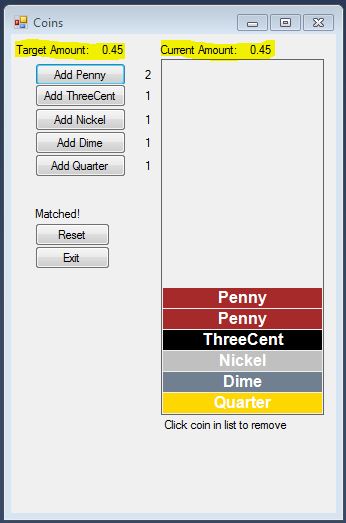 Coins
Target Amount: 0.45
Current Amount: 0.45
Add Penny 2
Add ThreeCent 1
Add Nickel 1
Add Dime 1
Add Quarter 1
Matched!
Reset
Exit
Penny
Penny
ThreeCent
Nickel
Dime
Quarter
Click coin in list to remove